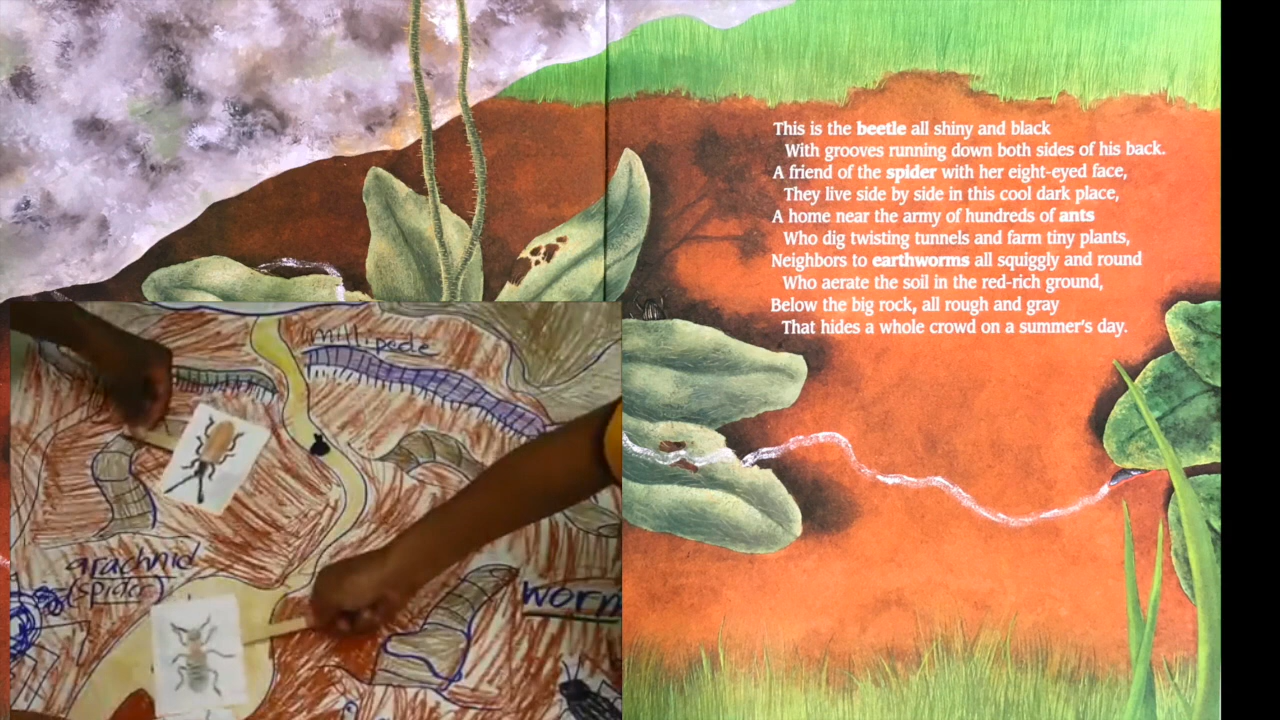 This is the beetle all shiny and black
With grooves running down both sides of his back.
A friend of the spider with her eight-eyed face,
They live side by side in this cool dark place,
A home near the army of hundreds of ants
Who dig twisting tunnels and farm tiny plants,
Neighbors to earthworms all squiggly and round
Who aerate the soil in the red-rich ground,
Below the big rock, all rough and gray
That hides a whole crowd on a summer's day.
millipede
arachnid
(spider)
worm